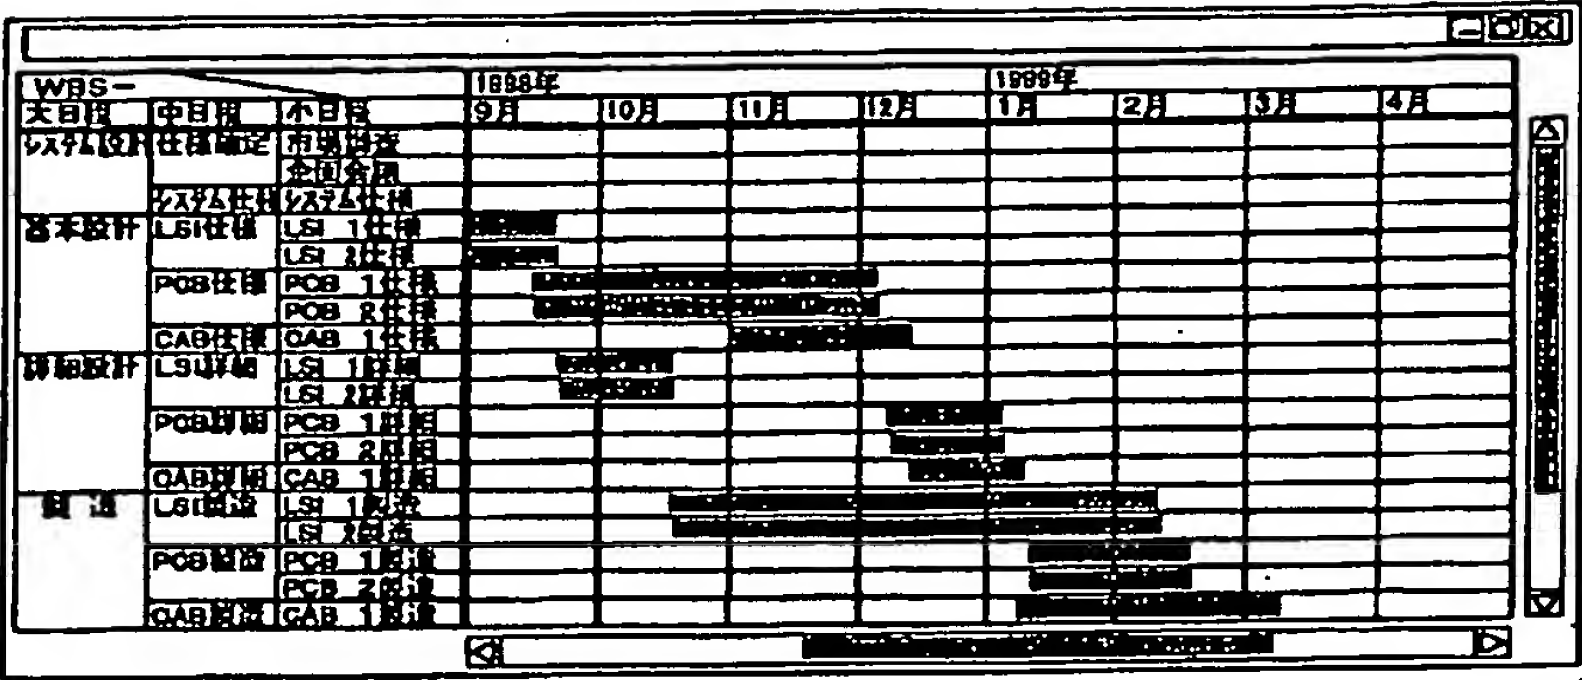 WBS-
1998年 1999年
大日程 中日程 小日程 9月 10月 11月 12月 1月 2月 3月 4月
システム設計 仕様確定 市場調査
企画会議
システム仕様 システム仕様
基本設計 LSI仕様 LSI 1仕様
LSI 2仕様
PCB仕様 PCB 1仕様
PCB 2仕様
CAB仕様 CAB 1仕様
詳細設計 LSI詳細 LSI 1詳細
LSI 2詳細
PCB詳細 PCB 1詳細
PCB 2詳細
CAB詳細 CAB 1詳細
製造 LSI製造 LSI 1製造
LSI 2製造
PCB製造 PCB 1製造
PCB 2製造
CAB製造 CAB 1製造